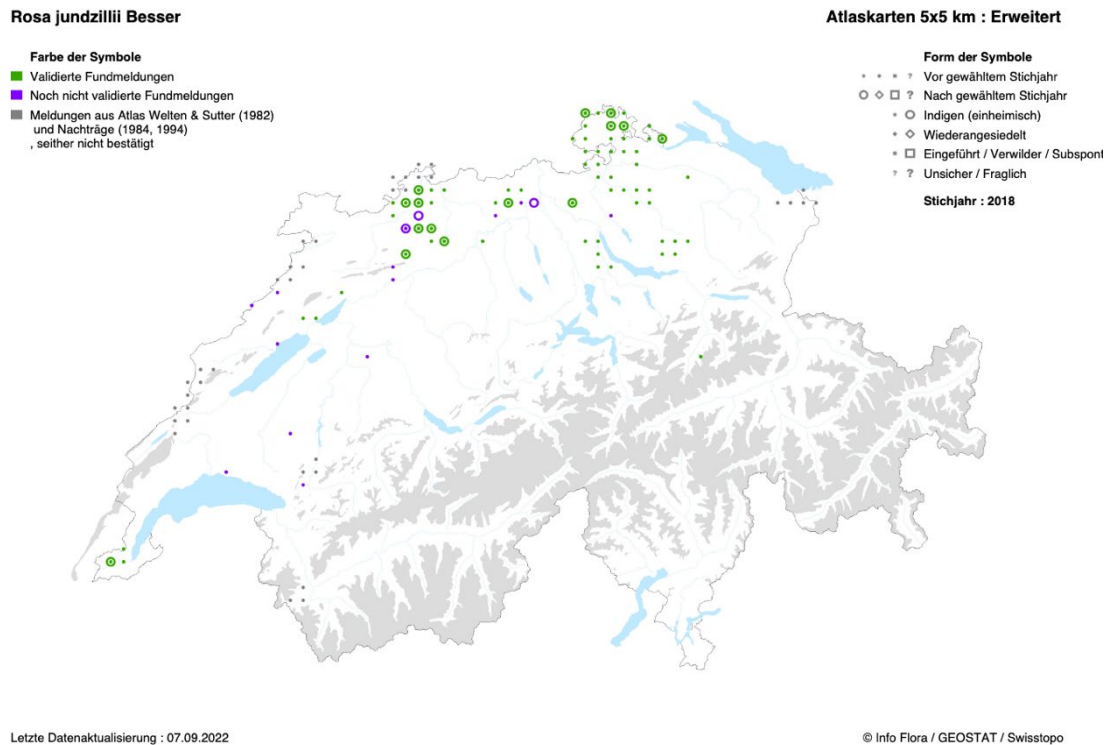 Rosa jundzillii Besser
Atlaskarten 5x5 km : Erweitert
Farbe der Symbole
Validierte Fundmeldungen
Noch nicht validierte Fundmeldungen
Meldungen aus Atlas Welten & Sutter (1982)
und Nachträge (1984, 1994)
, seither nicht bestätigt
Form der Symbole
? Vor gewähltem Stichjahr
? Nach gewähltem Stichjahr
Indigen (einheimisch)
Wiederangesiedelt
Eingeführt / Verwilder / Subspont
? ? Unsicher / Fraglich
Stichjahr : 2018
Letzte Datenaktualisierung : 07.09.2022
© Info Flora / GEOSTAT / Swisstopo